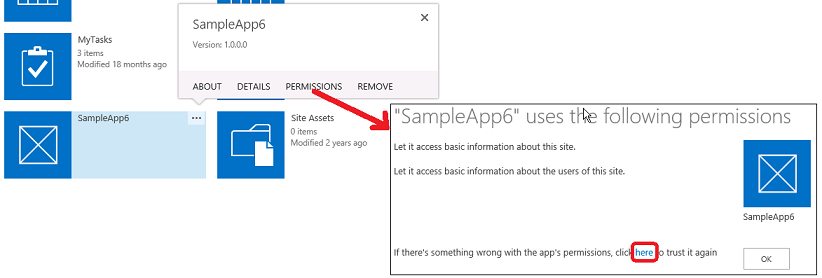 SampleApp6
Version: 1.0.0.0
ABOUT DETAILS PERMISSIONS REMOVE
MyTasks
3 items
Modified 18 months ago
SampleApp6 ...
Site Assets
0 items
Modified 2 years ago
"SampleApp6" uses the following permissions
Let it access basic information about this site.
Let it access basic information about the users of this site.
SampleApp6
If there's something wrong with the app's permissions, click here to trust it again
OK